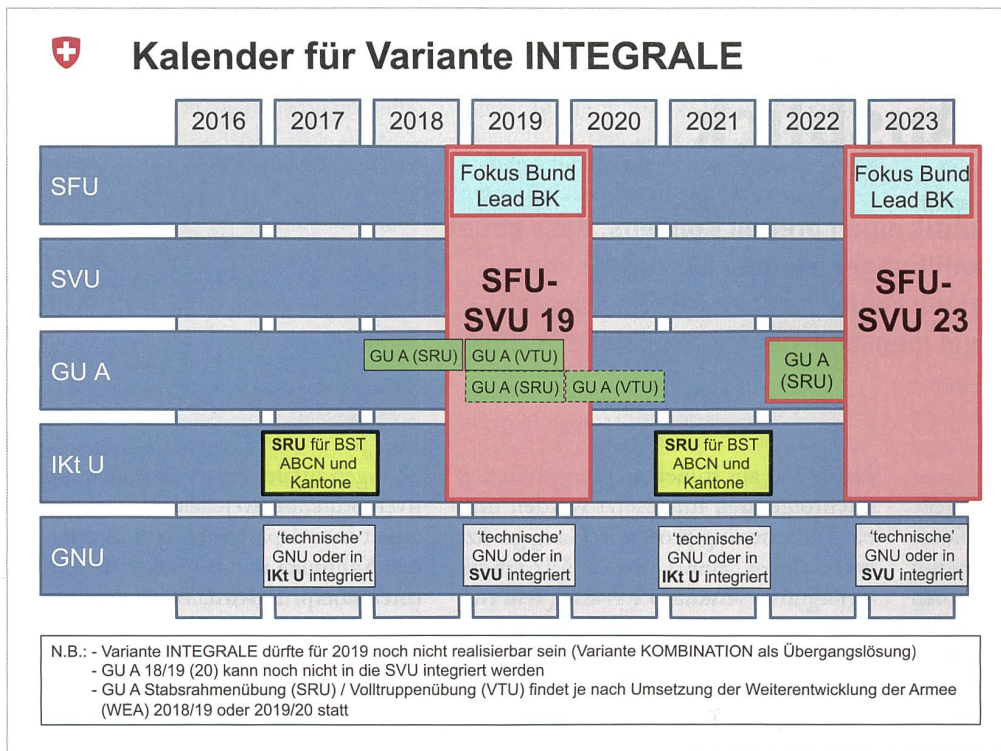 Kalender für Variante INTEGRALE
2016 2017 2018 2019 2020 2021 2022 2023
SFU
Fokus Bund
Lead BK
Fokus Bund
Lead BK
SVU
SFU-
SVU 19
SFU-
SVU 23
GU A
GU A (SRU)
GU A (VTU)
GU A (SRU)
GU A (VTU)
GU A
(SRU)
IKt U
SRU für BST
ABCN und
Kantone
SRU für BST
ABCN und
Kantone
GNU
'technische'
GNU oder in
IKt U integriert
'technische'
GNU oder in
SVU integriert
'technische'
GNU oder in
IKt U integriert
'technische'
GNU oder in
SVU integriert
N.B.: - Variante INTEGRALE dürfte für 2019 noch nicht realisierbar sein (Variante KOMBINATION als Übergangslösung)
- GU A 18/19 (20) kann noch nicht in die SVU integriert werden
- GU A Stabsrahmenübung (SRU) / Volltruppenübung (VTU) findet je nach Umsetzung der Weiterentwicklung der Armee
(WEA) 2018/19 oder 2019/20 statt